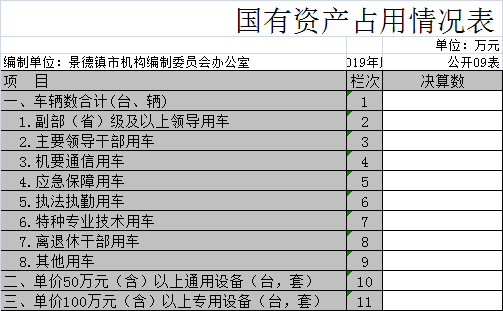 国有资产占用情况表
单位：万元
编制单位：景德镇市机构编制委员会办公室 019年 公开09表
项 目 栏次 决算数
一、车辆数合计(台、辆) 1
1.副部（省）级及以上领导用车 2
2.主要领导干部用车 3
3.机要通信用车 4
4.应急保障用车 5
5.执法执勤用车 6
6.特种专业技术用车 7
7.离退休干部用车 8
8.其他用车 9
二、单价50万元（含）以上通用设备（台，套） 10
三、单价100万元（含）以上专用设备（台，套） 11